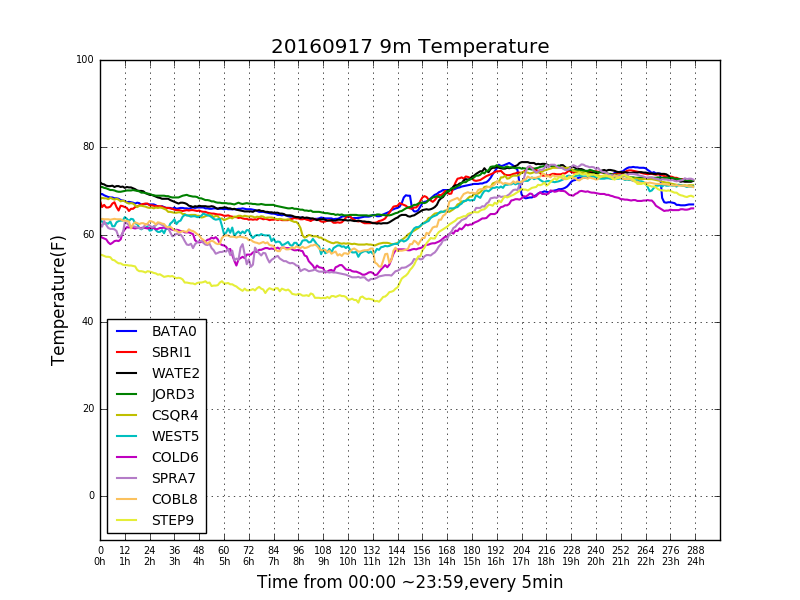 20160917 9m Temperature
100
80
60
40
20
0
Temperature(F)
BATA0
SBRI1
WATE2
JORD3
CSQR4
WEST5
COLD6
SPRA7
COBL8
STEP9
0 12 24 36 48 60 72 84 96 108 120 132 144 156 168 180 192 204 216 228 240 252 264 276 288
0h 1h 2h 3h 4h 5h 6h 7h 8h 9h 10h 11h 12h 13h 14h 15h 16h 17h 18h 19h 20h 21h 22h 23h 24h
Time from 00:00 ~23:59,every 5min